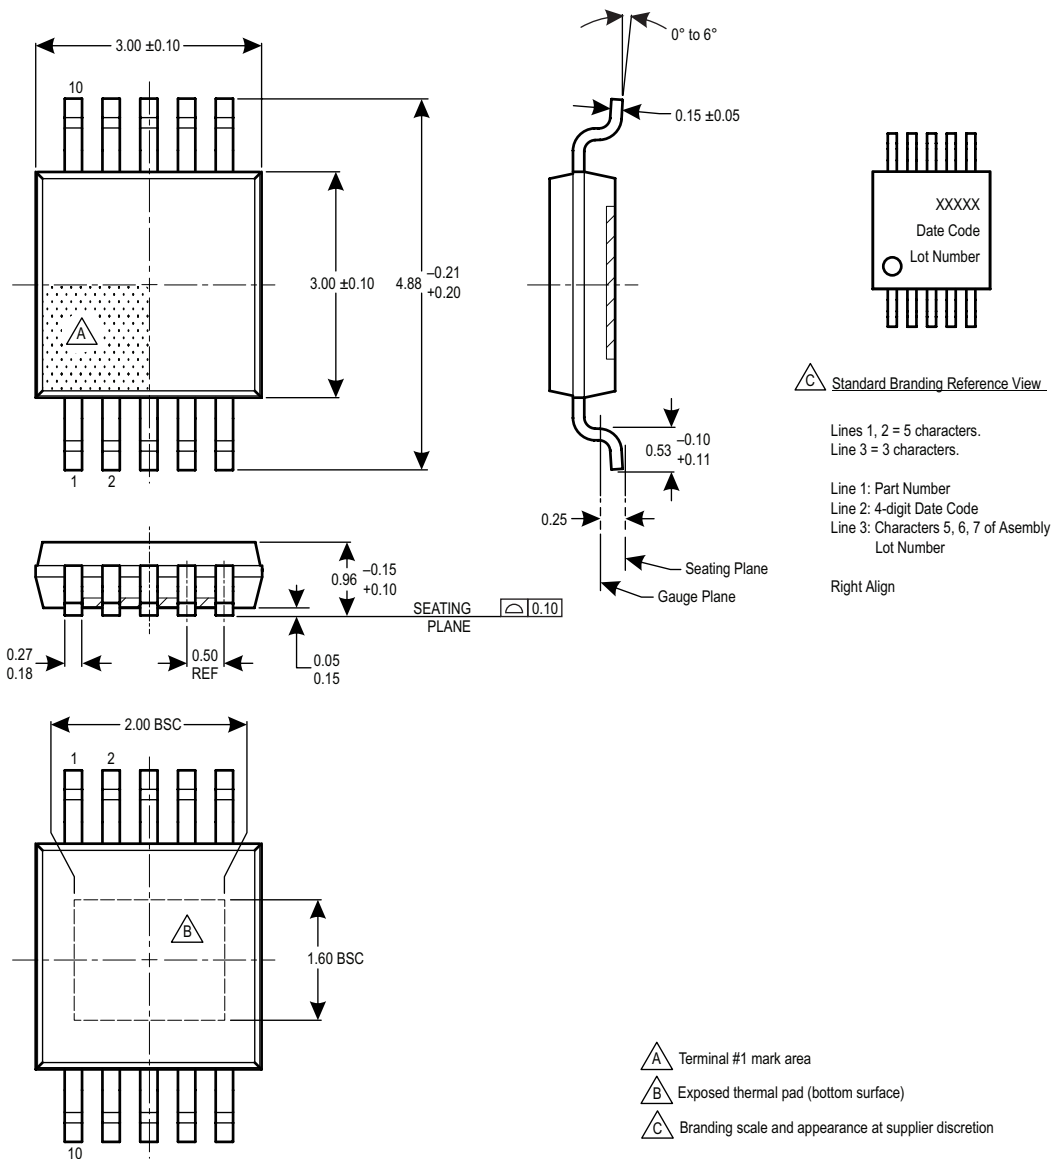 3.00 ±0.10
10
3.00 ±0.10
4.88 –0.21
+0.20
A
1 2
0° to 6°
0.15 ±0.05
0.53 –0.10
+0.11
0.25
Seating Plane
Gauge Plane
XXXXX
Date Code
Lot Number
C Standard Branding Reference View
Lines 1, 2 = 5 characters.
Line 3 = 3 characters.
Line 1: Part Number
Line 2: 4-digit Date Code
Line 3: Characters 5, 6, 7 of Asembly
Lot Number
Right Align
0.96 –0.15
+0.10
SEATING
PLANE
0.10
0.27
0.18
0.50
REF
0.05
0.15
2.00 BSC
1 2
B
1.60 BSC
10
A Terminal #1 mark area
B Exposed thermal pad (bottom surface)
C Branding scale and appearance at supplier discretion